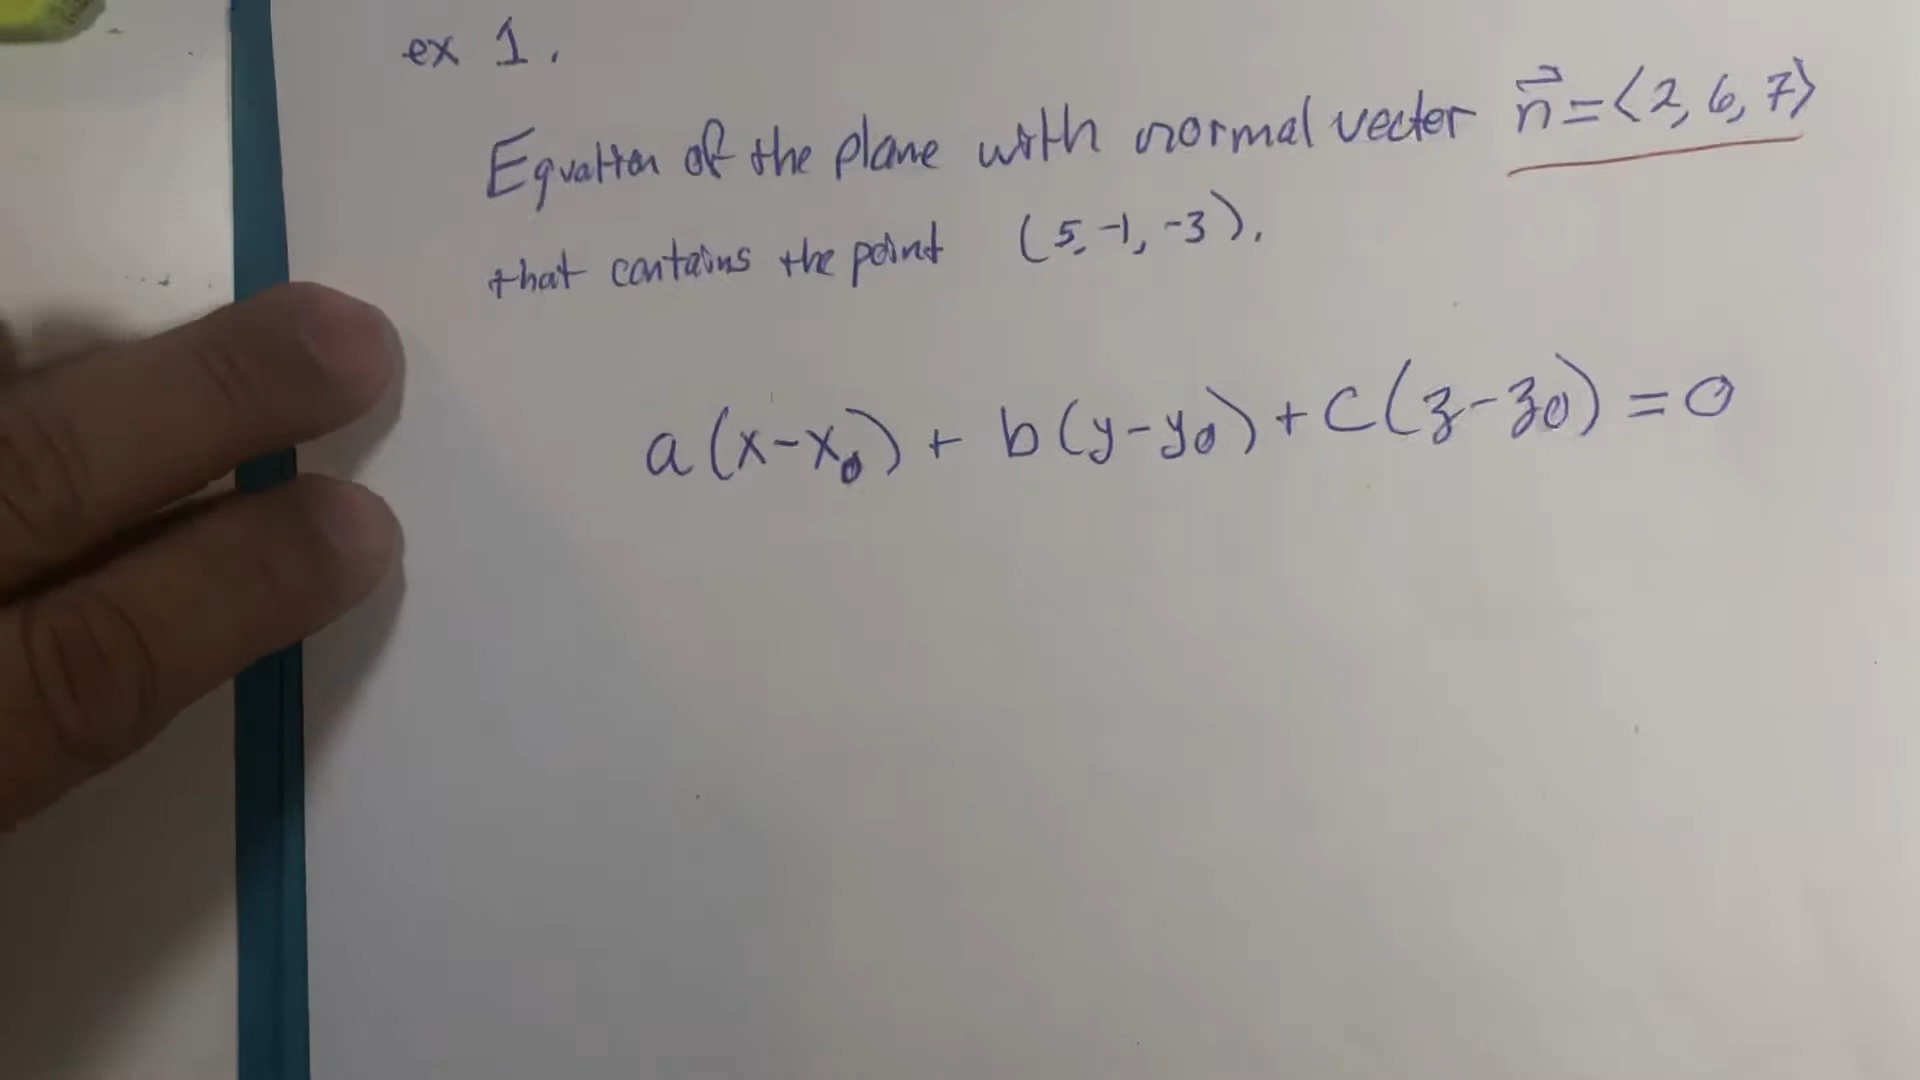 ex 1.
Equation of the plane with normal vector n⃗ = ⟨2, 6, 7⟩
that contains the point (5, -1, -3).
a(x-x₀) + b(y-y₀) + c(z-z₀) = 0